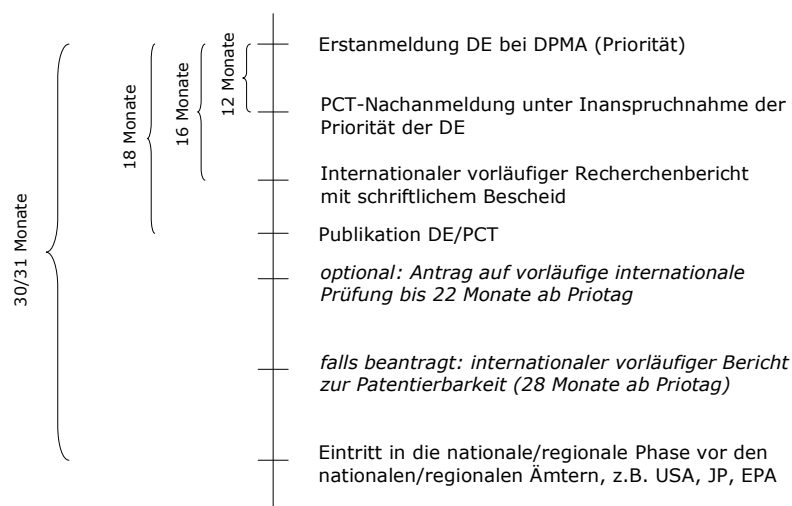 Erstanmeldung DE bei DPMA (Priorität)
12 Monate
16 Monate
18 Monate
30/31 Monate
PCT-Nachanmeldung unter Inanspruchnahme der
Priorität der DE
Internationaler vorläufiger Recherchenbericht
mit schriftlichem Bescheid
Publikation DE/PCT
optional: Antrag auf vorläufige internationale
Prüfung bis 22 Monate ab Priotag
falls beantragt: internationaler vorläufiger Bericht
zur Patentierbarkeit (28 Monate ab Priotag)
Eintritt in die nationale/regionale Phase vor den
nationalen/regionalen Ämtern, z.B. USA, JP, EPA